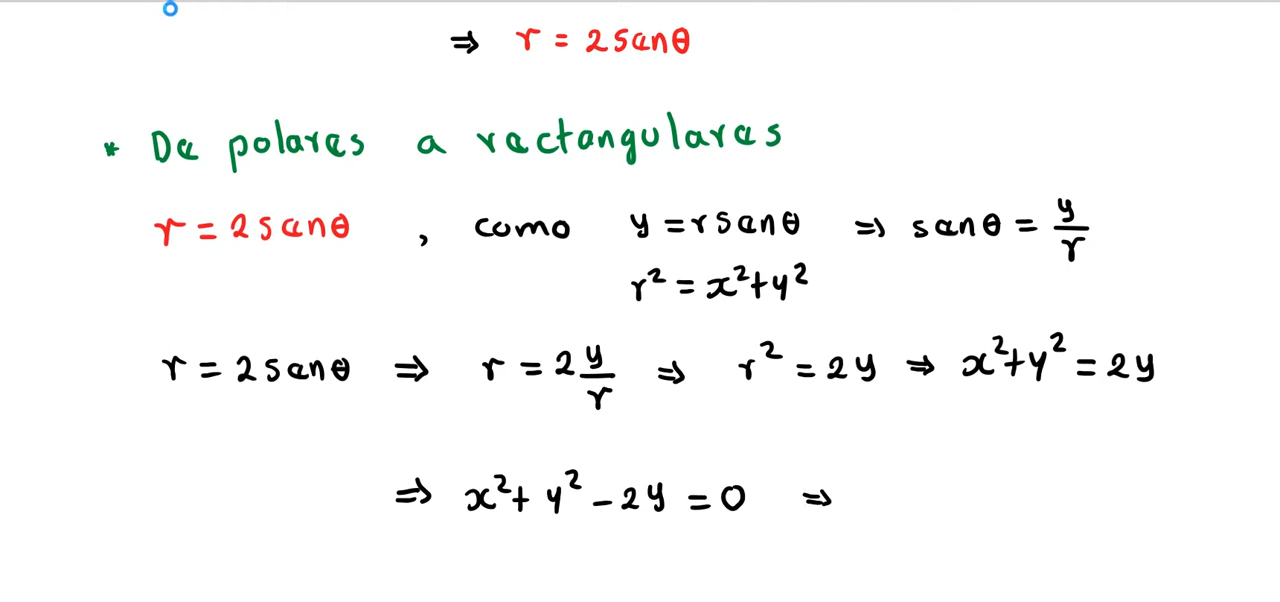 ⇒ r = 2senθ
* De polares a rectangulares
r = 2senθ , como y = rsenθ ⇒ senθ = y/r
r² = x²+y²
r = 2senθ ⇒ r = 2 y/r ⇒ r² = 2y ⇒ x²+y² = 2y
⇒ x²+ y² - 2y = 0 ⇒